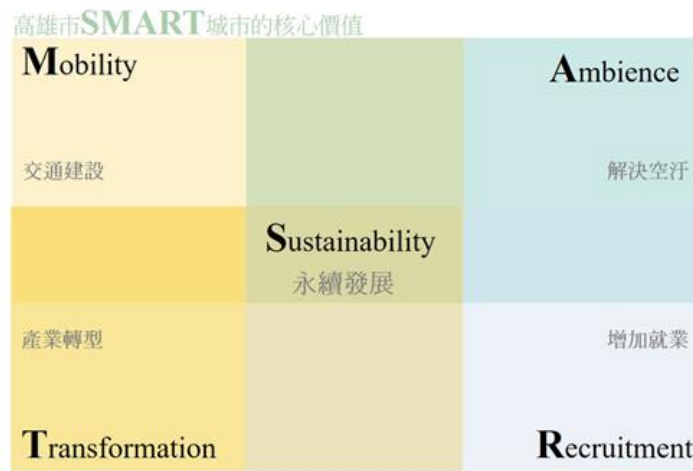 高雄市SMART城市的核心價值
Mobility
Ambience
交通建設
解決空汙
Sustainability
永續發展
產業轉型
增加就業
Transformation
Recruitment